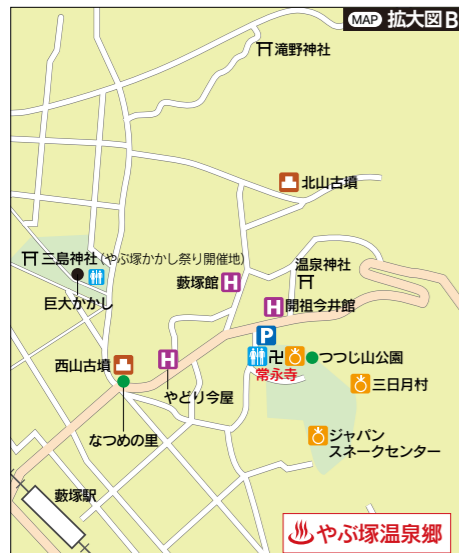 MAP 拡大図B
滝野神社
北山古墳
三島神社(やぶ塚かかし祭り開催地)
温泉神社
藪塚館 H
巨大かかし
H 開祖今井館
P
西山古墳
H
卍 つつじ山公園
常永寺
やどり今屋
三日月村
なつめの里
ジャパン
スネークセンター
藪塚駅
やぶ塚温泉郷